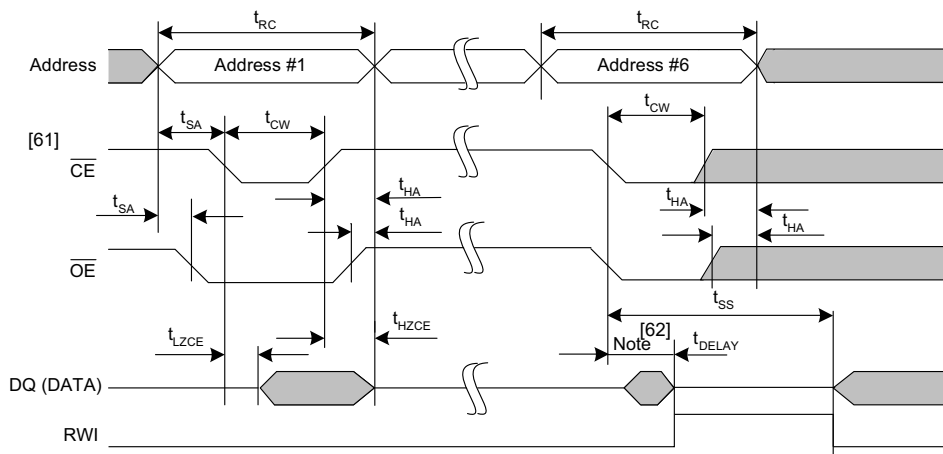 tRC tRC
Address Address #1 Address #6
tSA tCW tCW
[61]
CE
tHA tHA
tSA tHA tHA
OE
tSS
tLZCE tHZCE [62]
Note tDELAY
DQ (DATA)
RWI